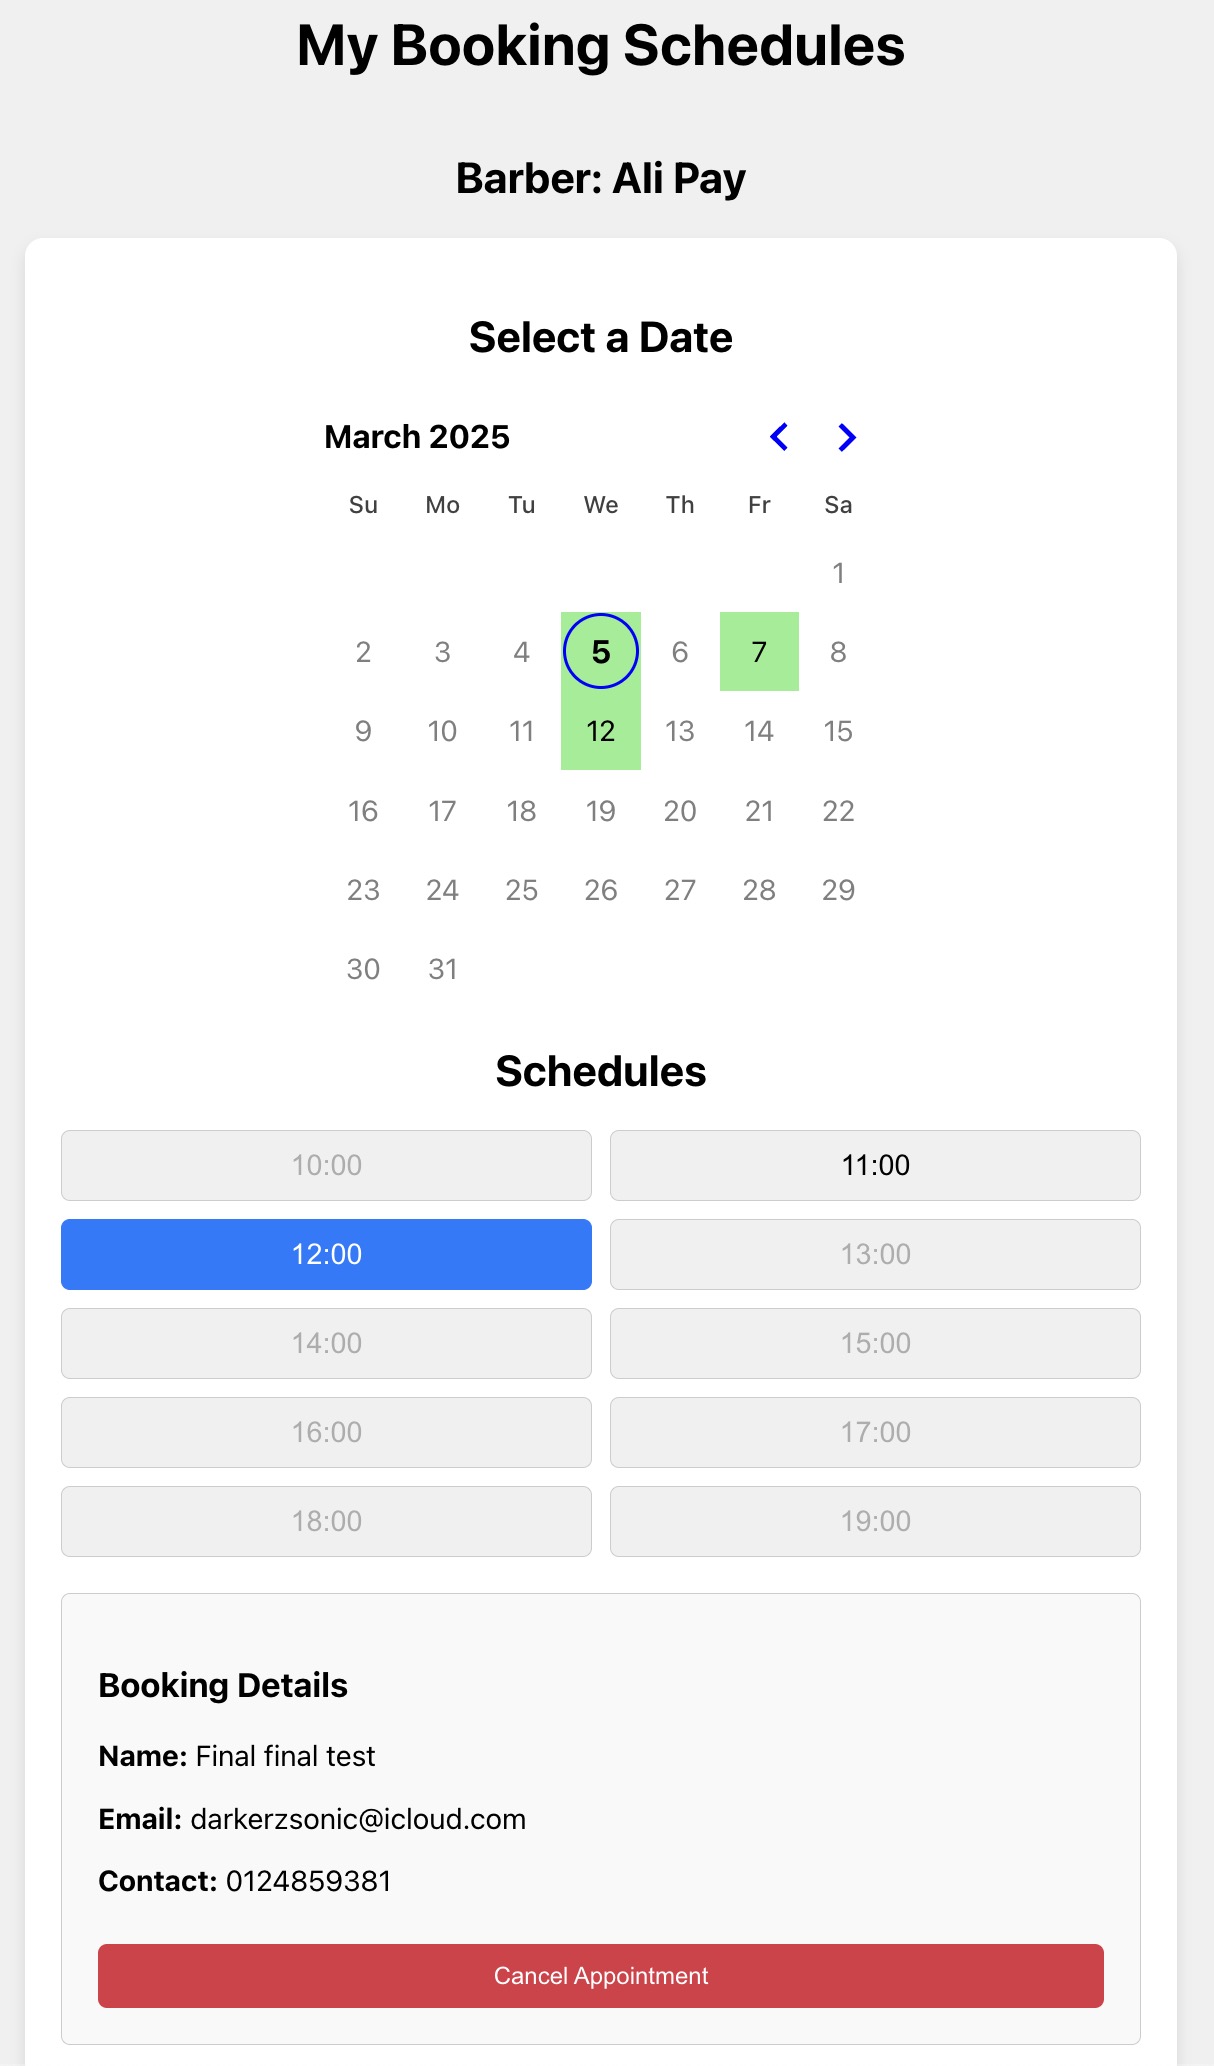 My Booking Schedules
Barber: Ali Pay
Select a Date
March 2025
Su Mo Tu We Th Fr Sa
1
2 3 4 5 6 7 8
9 10 11 12 13 14 15
16 17 18 19 20 21 22
23 24 25 26 27 28 29
30 31
Schedules
10:00 11:00
12:00 13:00
14:00 15:00
16:00 17:00
18:00 19:00
Booking Details
Name: Final final test
Email: darkerzsonic@icloud.com
Contact: 0124859381
Cancel Appointment